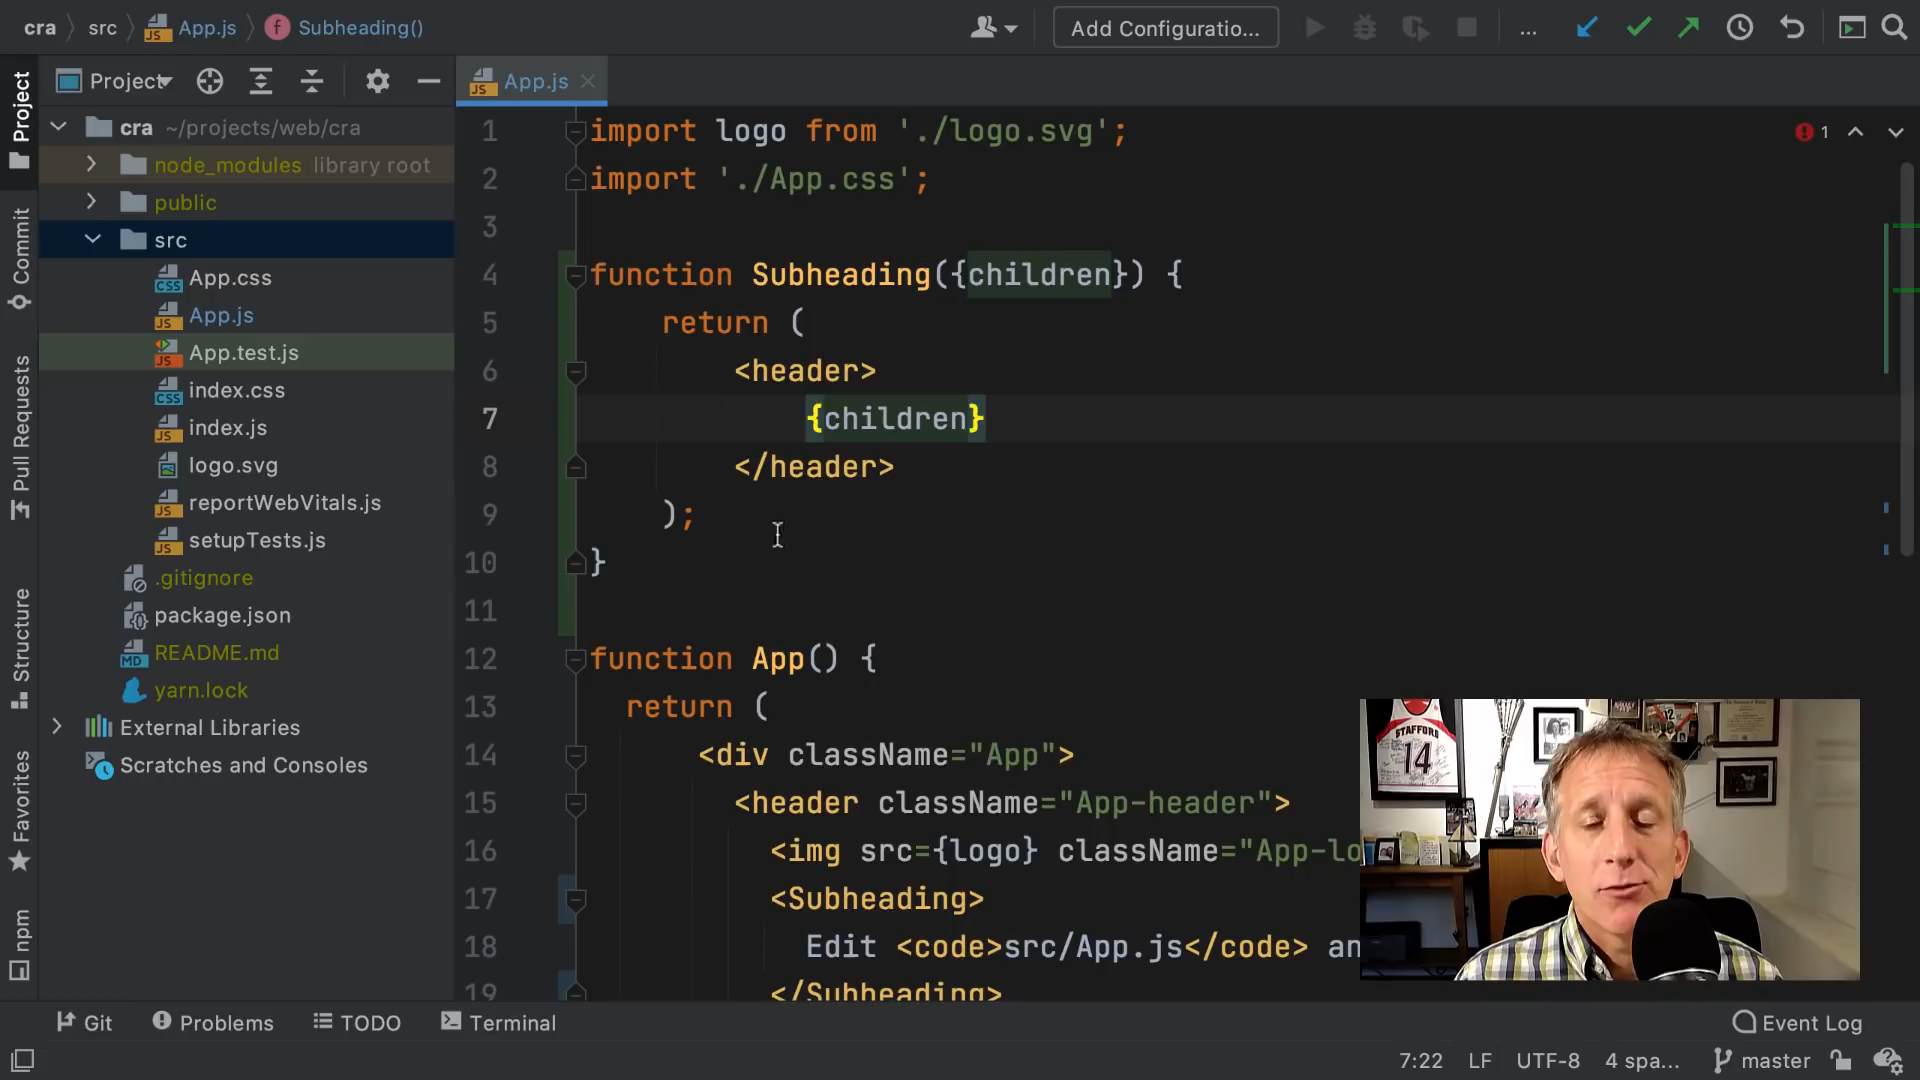 cra src App.js f Subheading() Add Configuratio... ...
Project App.js
cra ~/projects/web/cra
node_modules library root
public
src
App.css
App.js
App.test.js
index.css
index.js
logo.svg
reportWebVitals.js
setupTests.js
.gitignore
package.json
README.md
yarn.lock
External Libraries
Scratches and Consoles
Project
Commit
Pull Requests
Structure
Favorites
npm
1 import logo from './logo.svg';
2 import './App.css';
3
4 function Subheading({children}) {
5 return (
6 <header>
7 {children}
8 </header>
9 );
10 }
11
12 function App() {
13 return (
14 <div className="App">
15 <header className="App-header">
16 <img src={logo} className="App-lo
17 <Subheading>
18 Edit <code>src/App.js</code> an
19 </Subheading>
1
STAFFORD
14
Git Problems TODO Terminal Event Log
7:22 LF UTF-8 4 spa... master